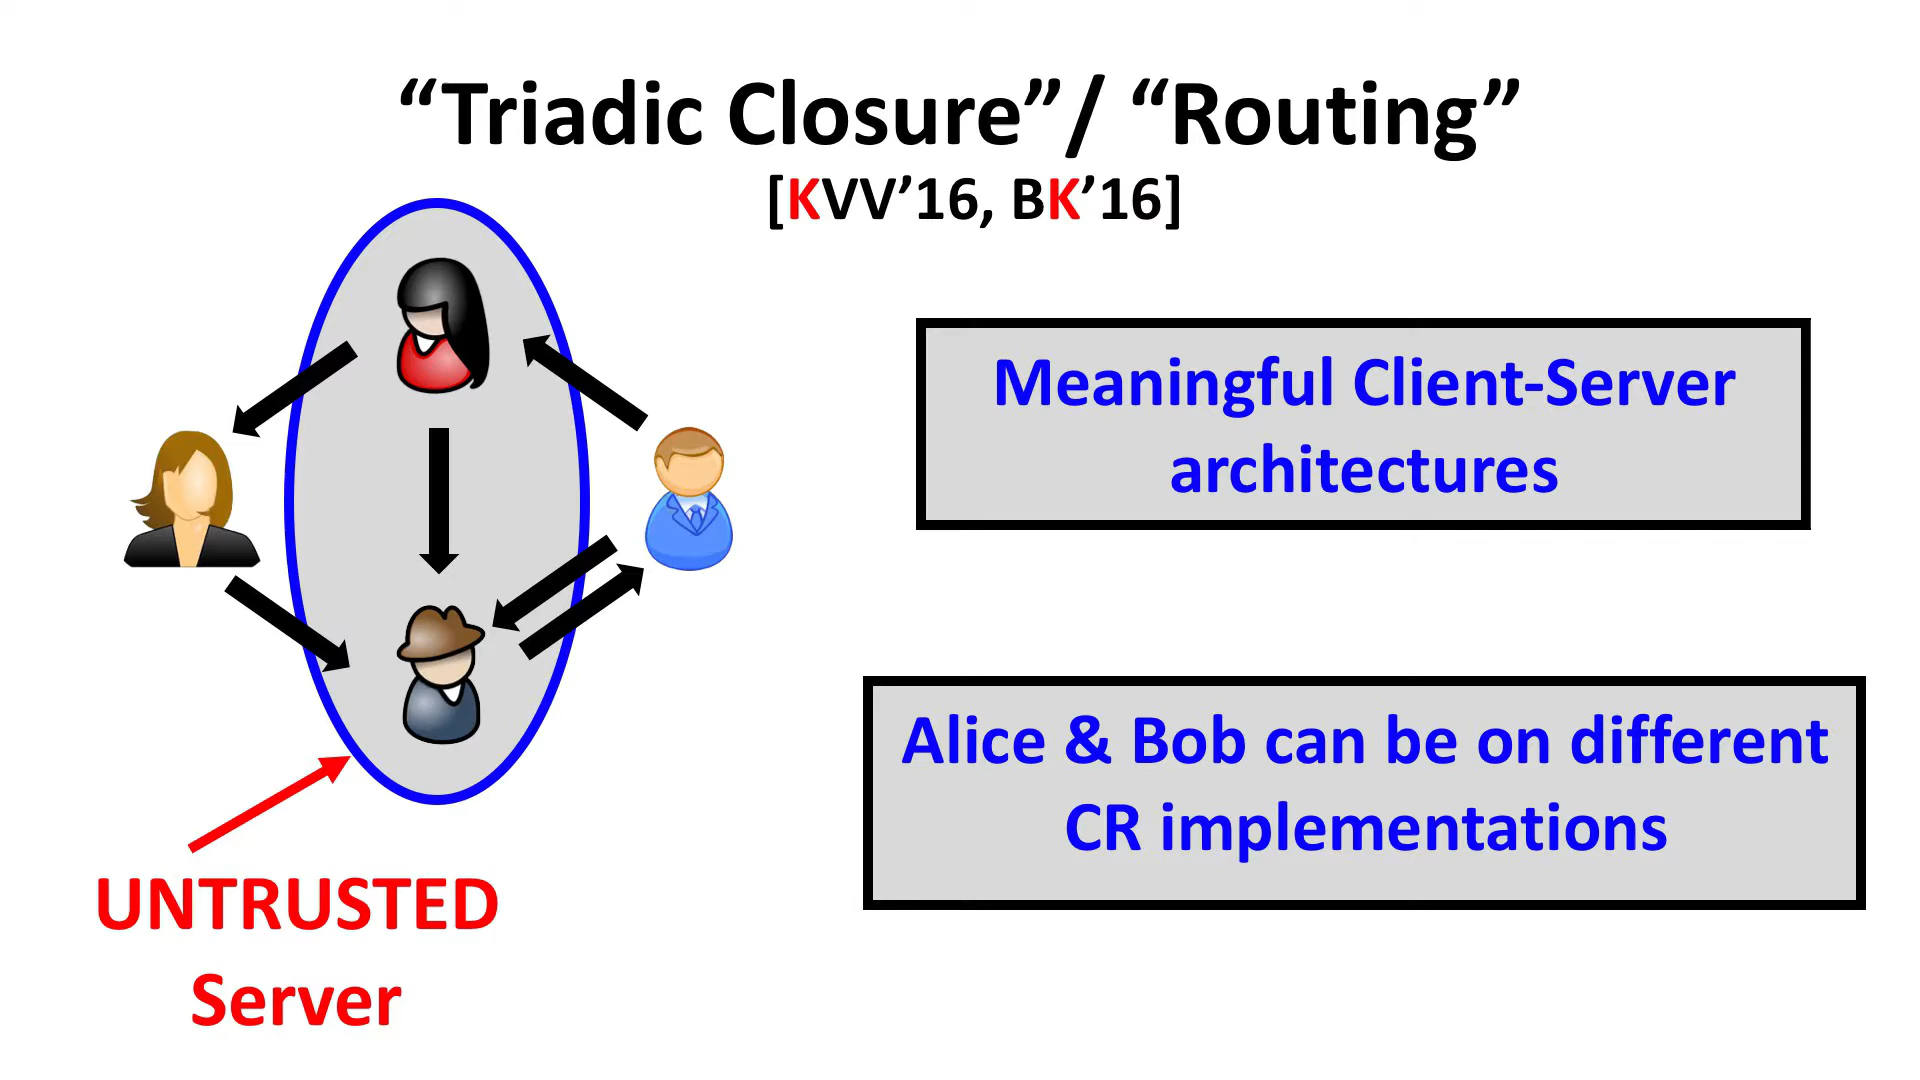 “Triadic Closure”/ “Routing”
[KVV’16, BK’16]
Meaningful Client-Server
architectures
Alice & Bob can be on different
CR implementations
UNTRUSTED
Server